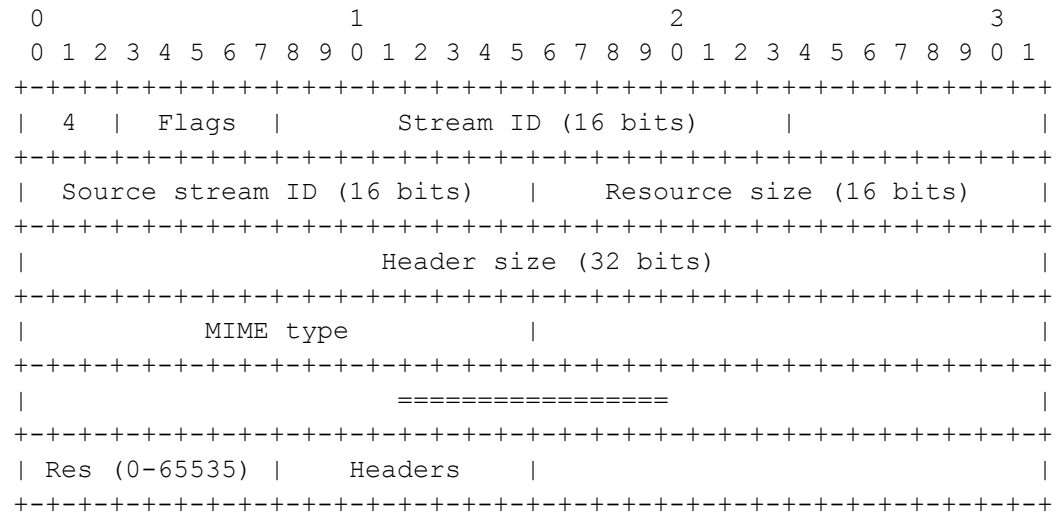 0                   1                   2                   3
0 1 2 3 4 5 6 7 8 9 0 1 2 3 4 5 6 7 8 9 0 1 2 3 4 5 6 7 8 9 0 1
+-+-+-+-+-+-+-+-+-+-+-+-+-+-+-+-+-+-+-+-+-+-+-+-+-+-+-+-+-+-+-+-+
|  4  |  Flags  |       Stream ID (16 bits)     |               |
+-+-+-+-+-+-+-+-+-+-+-+-+-+-+-+-+-+-+-+-+-+-+-+-+-+-+-+-+-+-+-+-+
|  Source stream ID (16 bits)   |    Resource size (16 bits)    |
+-+-+-+-+-+-+-+-+-+-+-+-+-+-+-+-+-+-+-+-+-+-+-+-+-+-+-+-+-+-+-+-+
|                      Header size (32 bits)                    |
+-+-+-+-+-+-+-+-+-+-+-+-+-+-+-+-+-+-+-+-+-+-+-+-+-+-+-+-+-+-+-+-+
|           MIME type           |                               |
+-+-+-+-+-+-+-+-+-+-+-+-+-+-+-+-+-+-+-+-+-+-+-+-+-+-+-+-+-+-+-+-+
|                       =================                       |
+-+-+-+-+-+-+-+-+-+-+-+-+-+-+-+-+-+-+-+-+-+-+-+-+-+-+-+-+-+-+-+-+
| Res (0-65535) |    Headers    |                               |
+-+-+-+-+-+-+-+-+-+-+-+-+-+-+-+-+-+-+-+-+-+-+-+-+-+-+-+-+-+-+-+-+